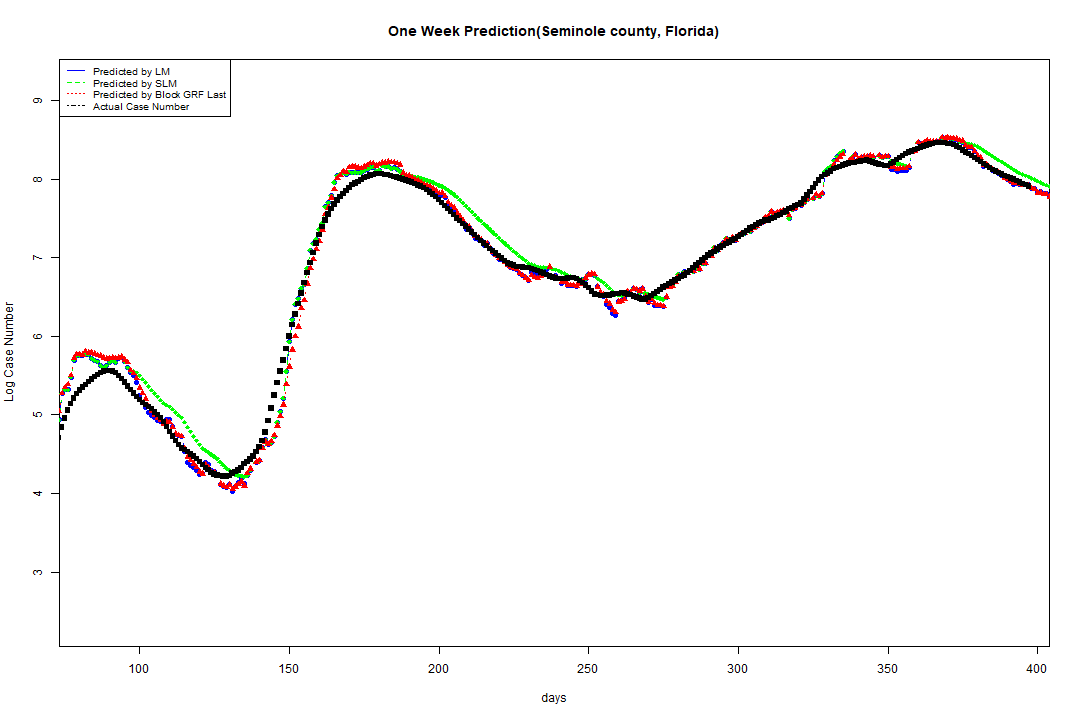 One Week Prediction(Seminole county, Florida)
Predicted by LM
Predicted by SLM
Predicted by Block GRF Last
Actual Case Number
9
8
7
6
5
4
3
Log Case Number
100 150 200 250 300 350 400
days